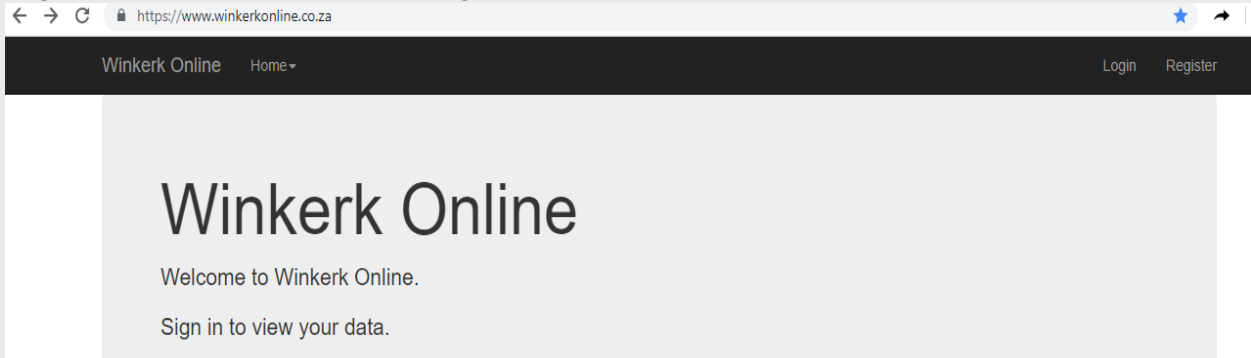 https://www.winkerkonline.co.za
Winkerk Online Home Login Register
Winkerk Online
Welcome to Winkerk Online.
Sign in to view your data.